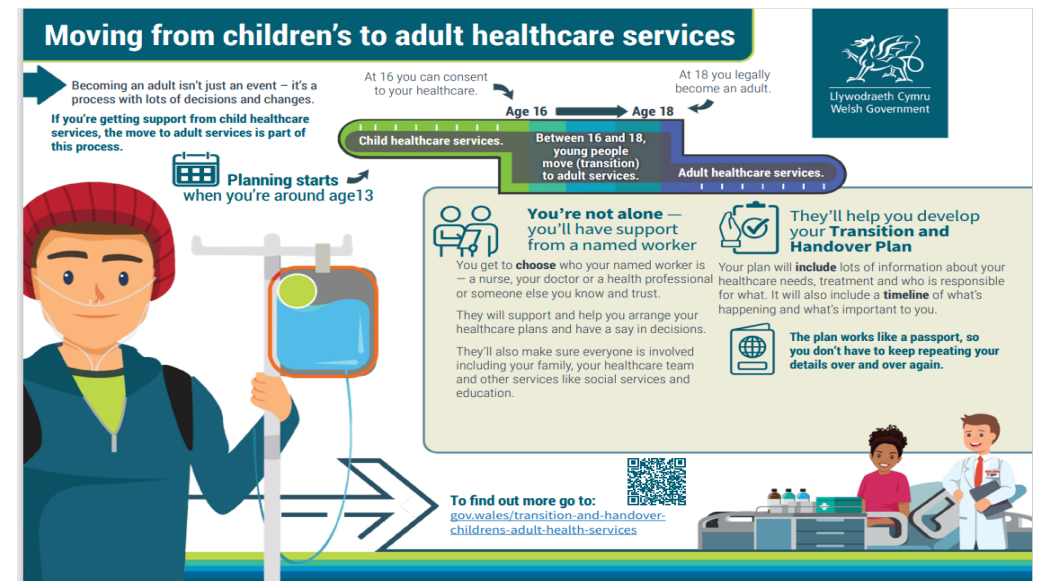 Moving from children's to adult healthcare services
Llywodraeth Cymru
Welsh Government
Becoming an adult isn't just an event – it's a
process with lots of decisions and changes.
If you're getting support from child healthcare
services, the move to adult services is part of
this process.
Planning starts
when you're around age13
At 16 you can consent
to your healthcare.
At 18 you legally
become an adult.
Age 16
Age 18
Child healthcare services.
Between 16 and 18,
young people
move (transition)
to adult services.
Adult healthcare services.
You're not alone —
you'll have support
from a named worker
You get to choose who your named worker is
– a nurse, your doctor or a health professional
or someone else you know and trust.
They will support and help you arrange your
healthcare plans and have a say in decisions.
They'll also make sure everyone is involved
including your family, your healthcare team
and other services like social services and
education.
They'll help you develop
your Transition and
Handover Plan
Your plan will include lots of information about your
healthcare needs, treatment and who is responsible
for what. It will also include a timeline of what's
happening and what's important to you.
The plan works like a passport, so
you don't have to keep repeating your
details over and over again.
To find out more go to:
gov.wales/transition-and-handover-
childrens-adult-health-services